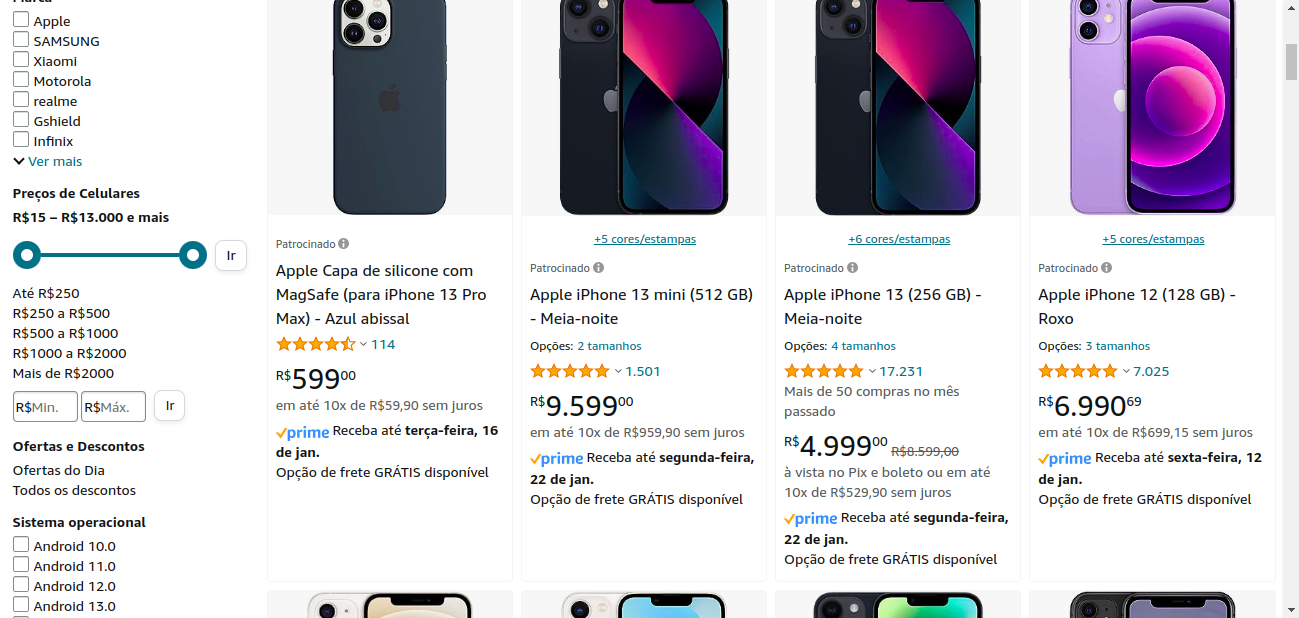 Marca
Apple
SAMSUNG
Xiaomi
Motorola
realme
Gshield
Infinix
Ver mais
Preços de Celulares
R$15 – R$13.000 e mais
Ir
Até R$250
R$250 a R$500
R$500 a R$1000
R$1000 a R$2000
Mais de R$2000
R$Min. R$Máx. Ir
Ofertas e Descontos
Ofertas do Dia
Todos os descontos
Sistema operacional
Android 10.0
Android 11.0
Android 12.0
Android 13.0
Patrocinado
Apple Capa de silicone com
MagSafe (para iPhone 13 Pro
Max) - Azul abissal
114
R$59900
em até 10x de R$59,90 sem juros
prime Receba até terça-feira, 16
de jan.
Opção de frete GRÁTIS disponível
+5 cores/estampas
Patrocinado
Apple iPhone 13 mini (512 GB)
- Meia-noite
Opções: 2 tamanhos
1.501
R$9.59900
em até 10x de R$959,90 sem juros
prime Receba até segunda-feira,
22 de jan.
Opção de frete GRÁTIS disponível
+6 cores/estampas
Patrocinado
Apple iPhone 13 (256 GB) -
Meia-noite
Opções: 4 tamanhos
17.231
Mais de 50 compras no mês
passado
R$4.99900 R$8.599,00
à vista no Pix e boleto ou em até
10x de R$529,90 sem juros
prime Receba até segunda-feira,
22 de jan.
Opção de frete GRÁTIS disponível
+5 cores/estampas
Patrocinado
Apple iPhone 12 (128 GB) -
Roxo
Opções: 3 tamanhos
7.025
R$6.99069
em até 10x de R$699,15 sem juros
prime Receba até sexta-feira, 12
de jan.
Opção de frete GRÁTIS disponível